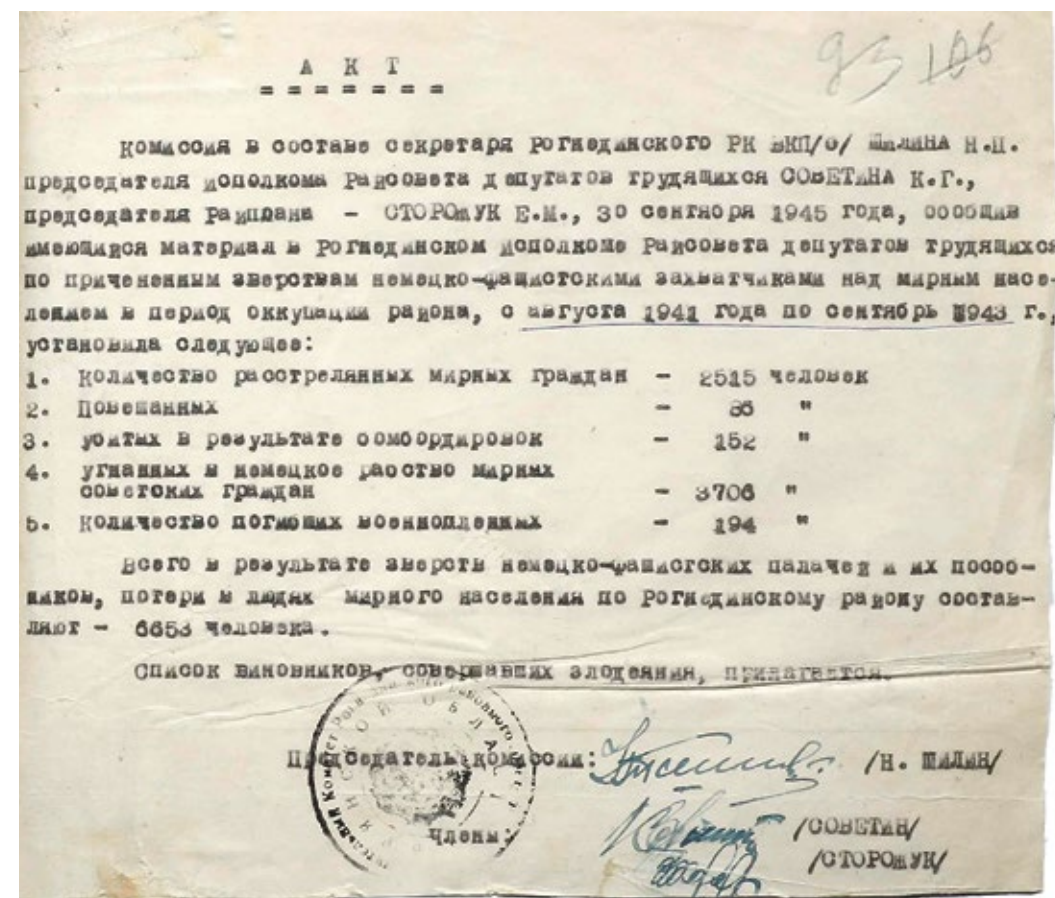 93 106
А К Т
= = = = = = =
Комиссия в составе секретаря Рогнединского РК ВКП/б/ ШИЛИНА Н.П.
председателя исполкома Райсовета депутатов трудящихся СОВЕТИНА К.Г.,
председателя Райплана - СТОРОЖУК Е.М., 30 сентября 1945 года, обобщив
имеющийся материал в Рогнединском исполкоме Райсовета депутатов трудящихся
по приченённым зверствам немецко-фашистскими захватчиками над мирным насе-
лением в период оккупации района, с августа 1941 года по сентябрь 1943 г.,
установила следующее:
1. Количество расстрелянных мирных граждан - 2515 человек
2. Повешанных - 86 "
3. Убитых в результате бомбордировок - 152 "
4. Угнанных в немецкое рабство мирных
советских граждан - 3706 "
5. Количество погибших военнопленных - 194 "
Всего в результате зверств немецко-фашистских палачей и их пособ-
ников, потери в людях мирного населения по Рогнединскому району состав-
ляют - 6653 человека.
Список виновников, совершавших злодеяния, прилагается.
Председатель комиссии: /Н. ШИЛИН/
Члены: /СОВЕТИН/
/СТОРОЖУК/